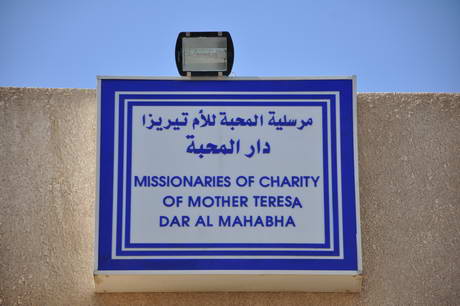 مرسلية المحبة للأم تيريزا
دار المحبة
MISSIONARIES OF CHARITY
OF MOTHER TERESA
DAR AL MAHABHA